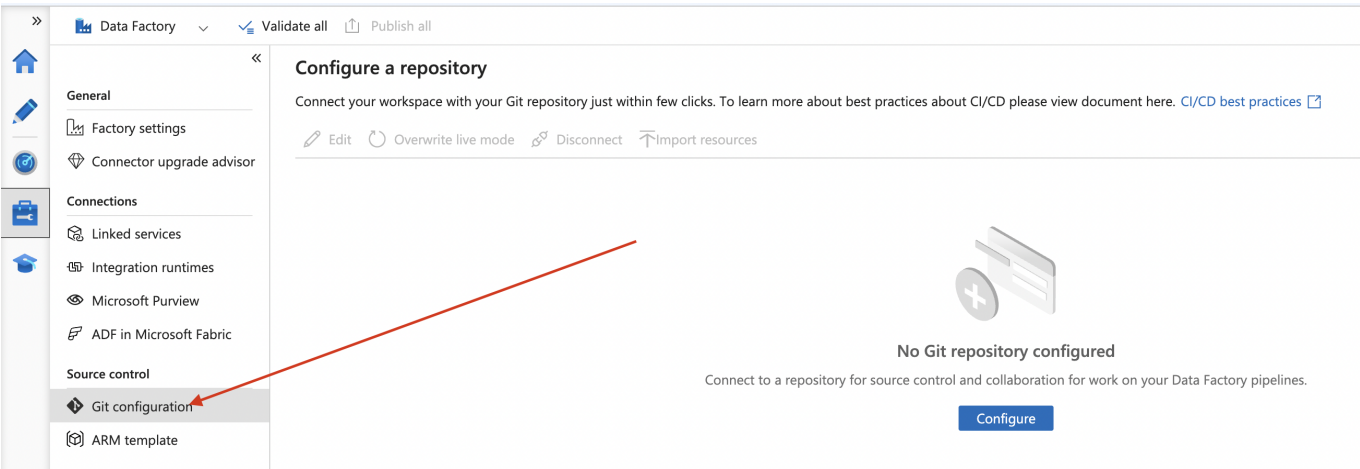 Data Factory
Validate all
Publish all
General
Factory settings
Connector upgrade advisor
Connections
Linked services
Integration runtimes
Microsoft Purview
ADF in Microsoft Fabric
Source control
Git configuration
ARM template
Configure a repository
Connect your workspace with your Git repository just within few clicks. To learn more about best practices about CI/CD please view document here. CI/CD best practices
Edit Overwrite live mode Disconnect Import resources
No Git repository configured
Connect to a repository for source control and collaboration for work on your Data Factory pipelines.
Configure